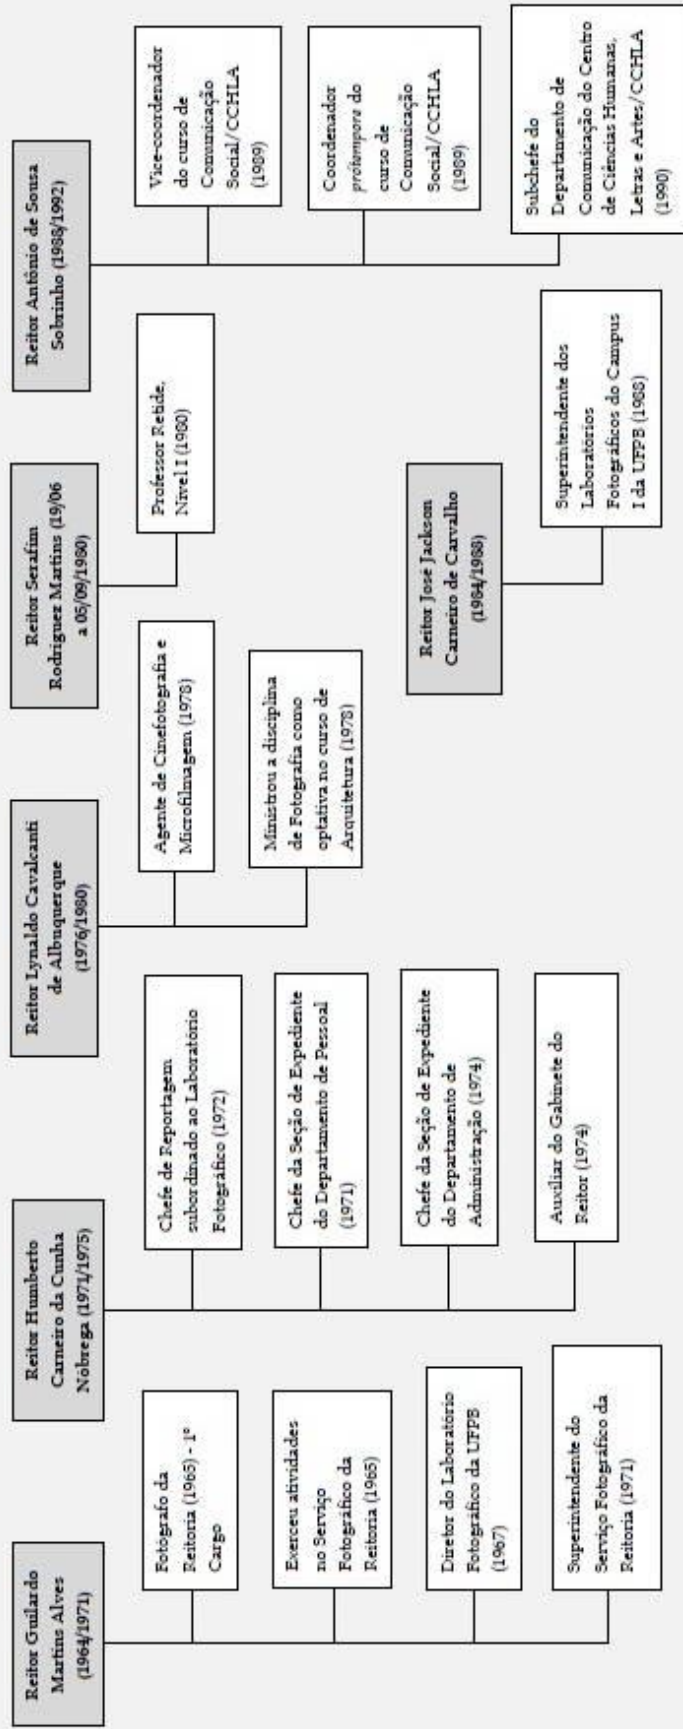 Reitor Guilardo
Martins Alves
(1964/1971)
Fotógrafo da
Reitoria (1965) - 1º
Cargo
Exerceu atividades
no Serviço
Fotográfico da
Reitoria (1965)
Diretor do Laboratório
Fotográfico da UFPB
(1967)
Superintendente do
Serviço Fotográfico da
Reitoria (1971)
Reitor Humberto
Carneiro da Cunha
Nóbrega (1971/1975)
Chefe de Reportagem
subordinado ao Laboratório
Fotográfico (1972)
Chefe da Seção de Expediente
do Departamento de Pessoal
(1971)
Chefe da Seção de Expediente
do Departamento de
Administração (1974)
Auxiliar do Gabinete do
Reitor (1974)
Reitor Lynaldo Cavalcanti
de Albuquerque
(1976/1980)
Agente de Cinefotografia e
Microfilmagem (1978)
Ministrou a disciplina
de Fotografia como
optativa no curso de
Arquitetura (1978)
Reitor Serafim
Rodriguez Martins (19/06
a 05/09/1980)
Professor Retide,
Nível I (1980)
Reitor José Jackson
Carneiro de Carvalho
(1984/1988)
Superintendente dos
Laboratórios
Fotográficos do Campus
I da UFPB (1988)
Reitor Antônio de Sousa
Sobrinho (1988/1992)
Vice-coordenador
do curso de
Comunicação
Social/CCHLA
(1989)
Coordenador
prótempore do
curso de
Comunicação
Social/CCHLA
(1989)
Subchefe do
Departamento de
Comunicação do Centro
de Ciências Humanas,
Letras e Artes/CCHLA
(1990)